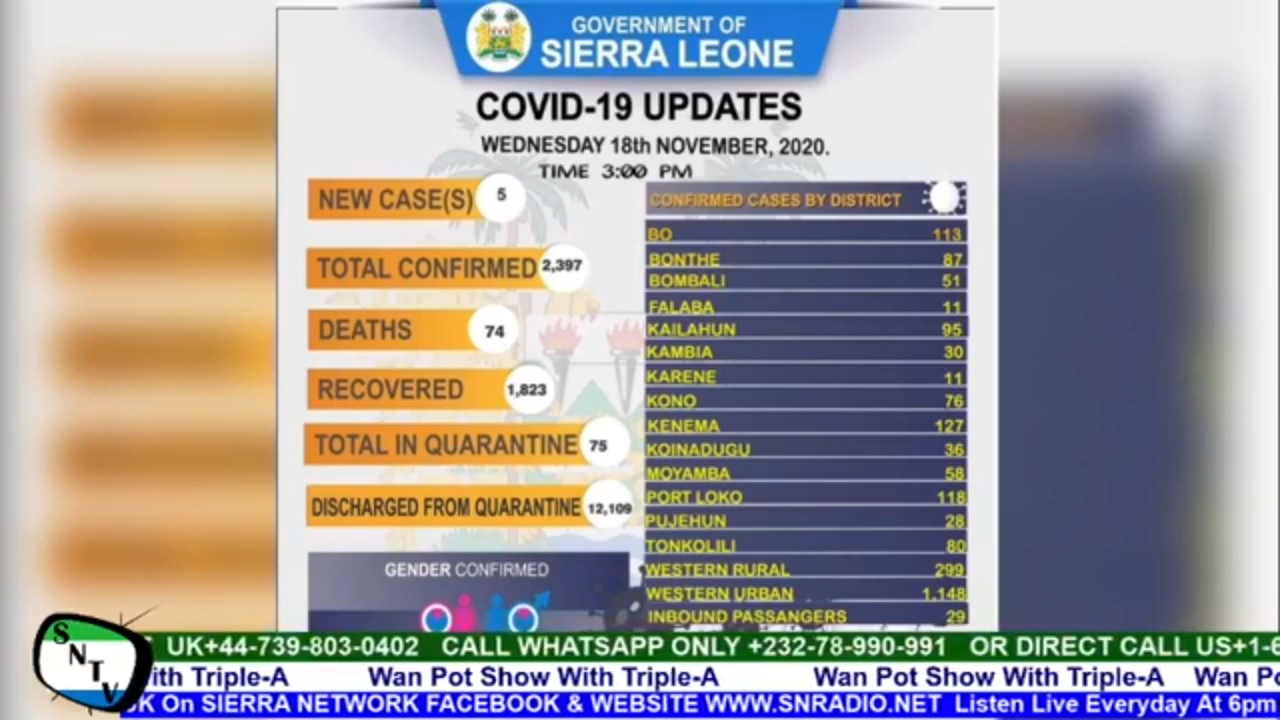 GOVERNMENT OF
SIERRA LEONE
COVID-19 UPDATES
WEDNESDAY 18th NOVEMBER, 2020.
TIME 3:00 PM
NEW CASE(S) 5
TOTAL CONFIRMED 2,397
DEATHS 74
RECOVERED 1,823
TOTAL IN QUARANTINE 75
DISCHARGED FROM QUARANTINE 12,109
GENDER CONFIRMED
CONFIRMED CASES BY DISTRICT
BO 113
BONTHE 87
BOMBALI 51
FALABA 11
KAILAHUN 95
KAMBIA 30
KARENE 11
KONO 76
KENEMA 127
KOINADUGU 36
MOYAMBA 58
PORT LOKO 118
PUJEHUN 28
TONKOLILI 80
WESTERN RURAL 299
WESTERN URBAN 1,148
INBOUND PASSANGERS 29
SNTV
UK+44-739-803-0402 CALL WHATSAPP ONLY +232-78-990-991 OR DIRECT CALL US+1-6
ith Triple-A Wan Pot Show With Triple-A Wan Pot Show With Triple-A Wan Po
OK On SIERRA NETWORK FACEBOOK & WEBSITE WWW.SNRADIO.NET Listen Live Everyday At 6pm